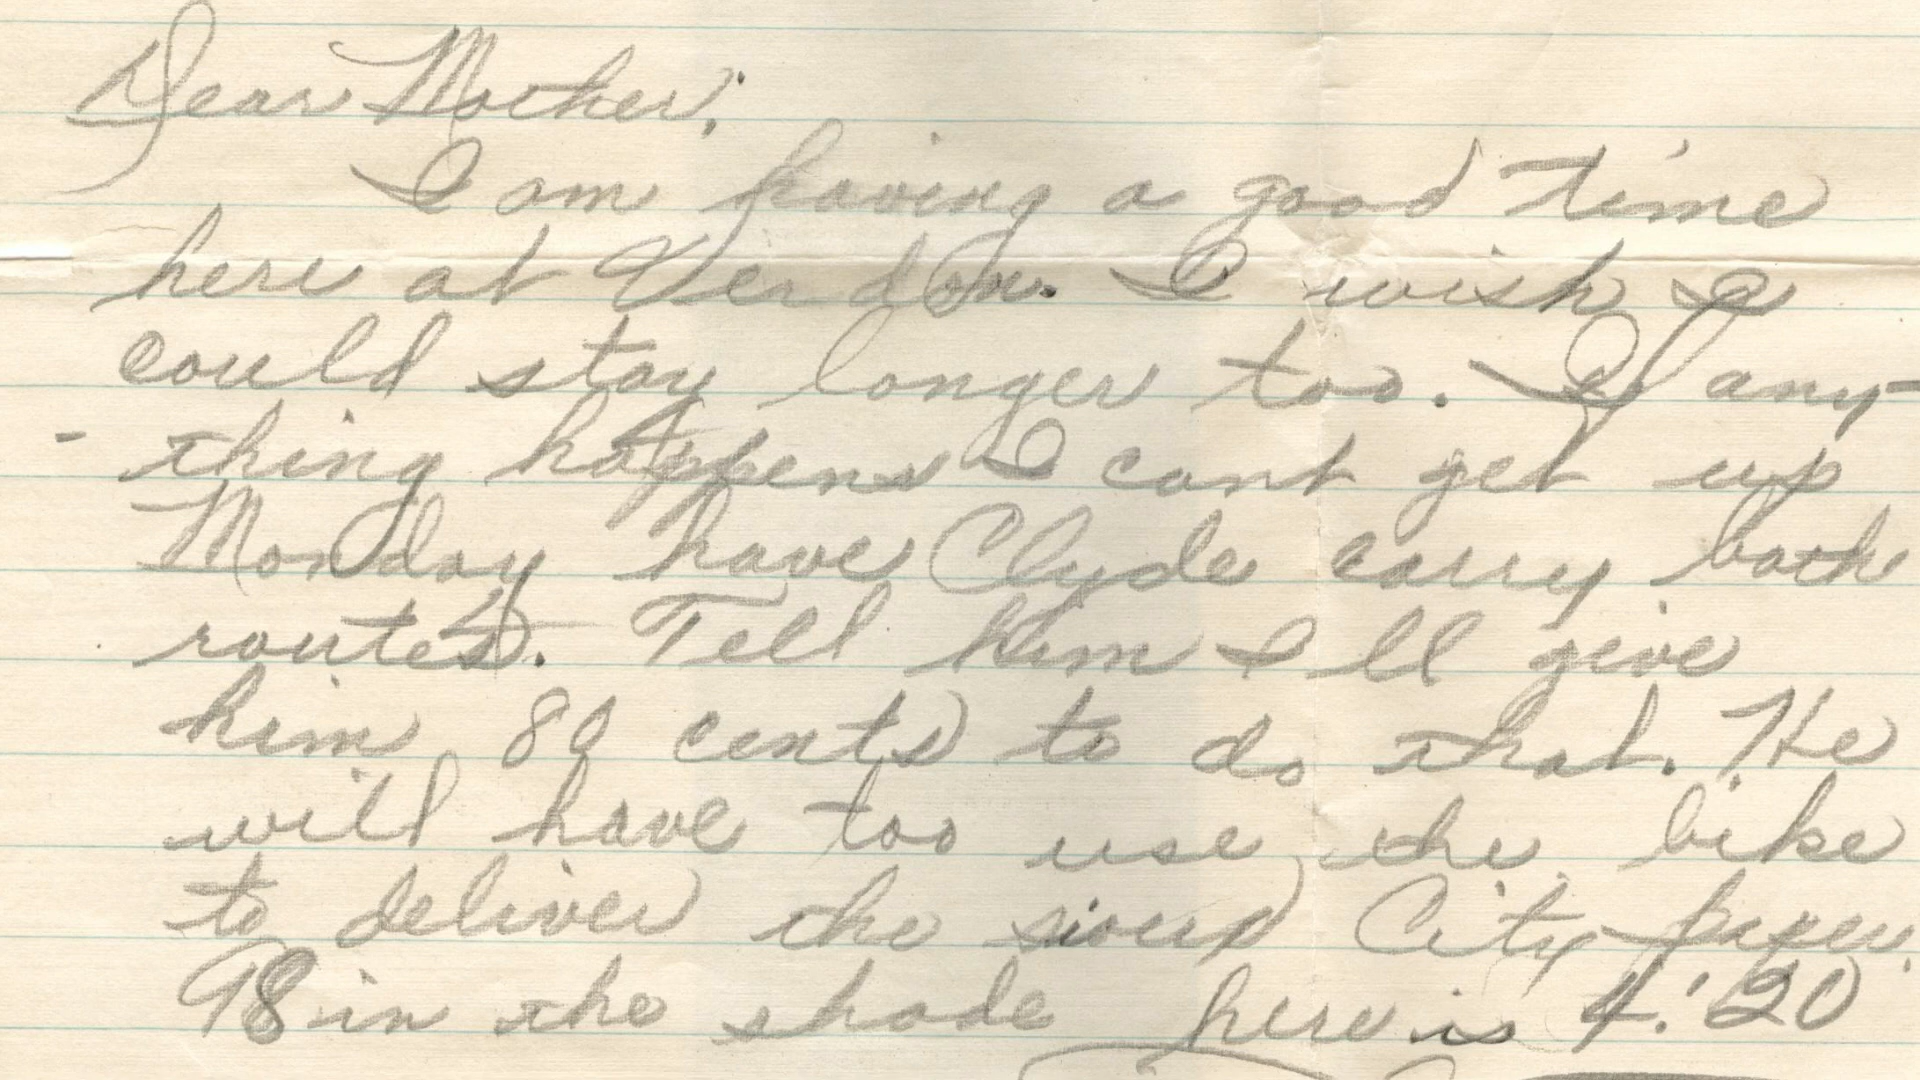 Dear Mother;
I am having a good time
here at Verdon. I wish I
could stay longer too. If any-
-thing happens I cant get up
Monday have Clyde carry both
routes. Tell him I ll give
him 80 cents to do that. He
will have too use the bike
to deliver the sioux City paper.
98 in the shade here is 4:20